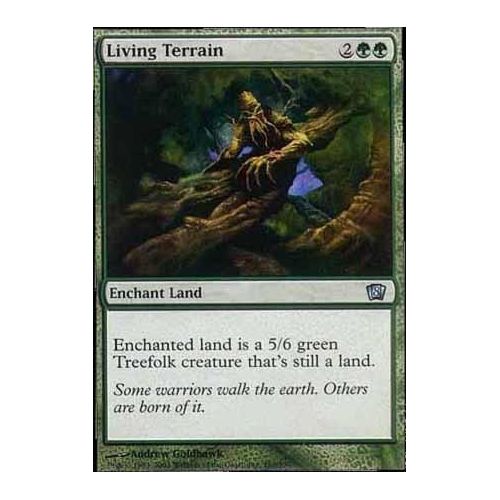 Living Terrain 2
Enchant Land 8
Enchanted land is a 5/6 green
Treefolk creature that's still a land.
Some warriors walk the earth. Others
are born of it.
Andrew Goldhawk